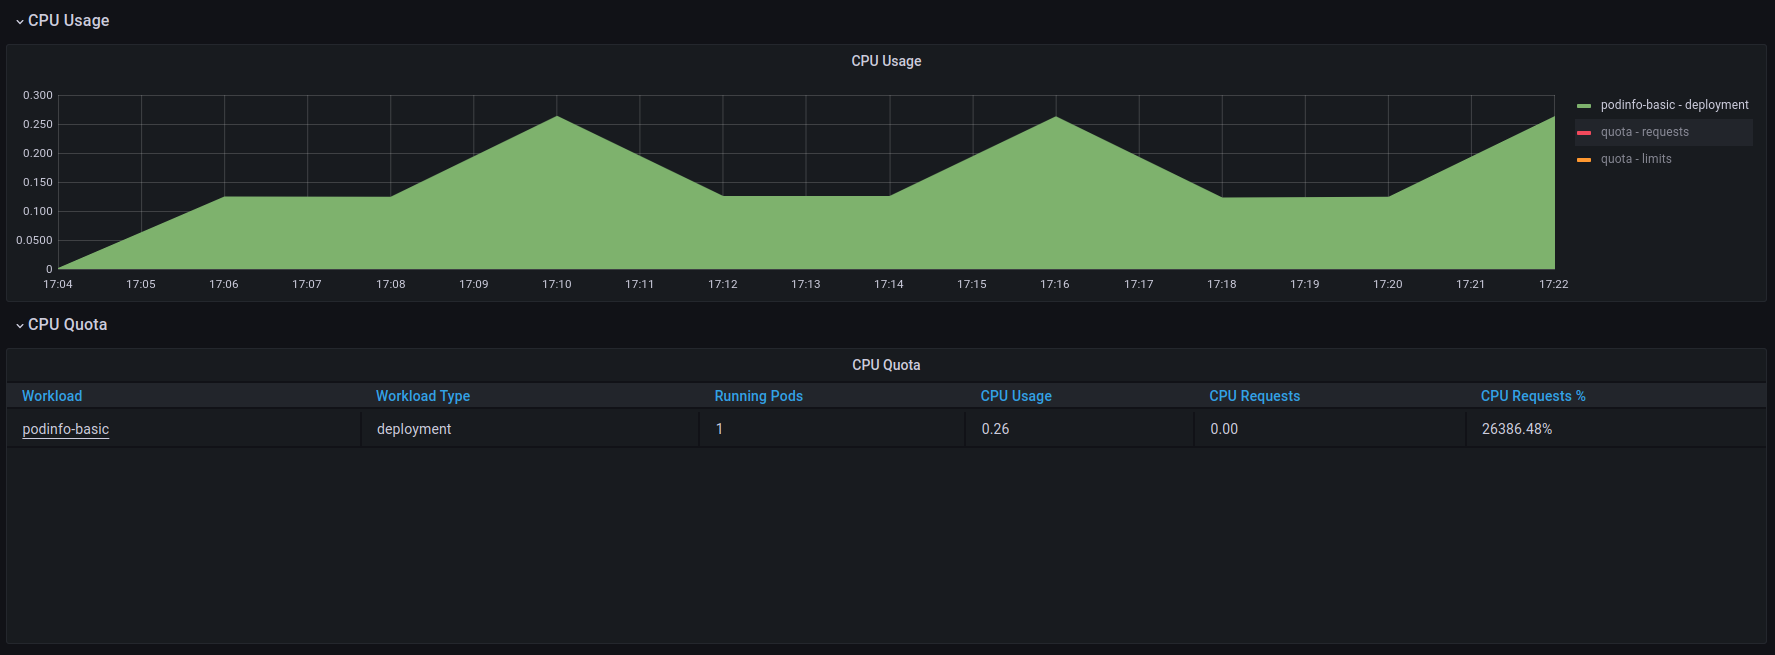 CPU Usage
CPU Usage
0.300
0.250
0.200
0.150
0.100
0.0500
0
17:04 17:05 17:06 17:07 17:08 17:09 17:10 17:11 17:12 17:13 17:14 17:15 17:16 17:17 17:18 17:19 17:20 17:21 17:22
podinfo-basic - deployment
quota - requests
quota - limits
CPU Quota
CPU Quota
Workload Workload Type Running Pods CPU Usage CPU Requests CPU Requests %
podinfo-basic deployment 1 0.26 0.00 26386.48%